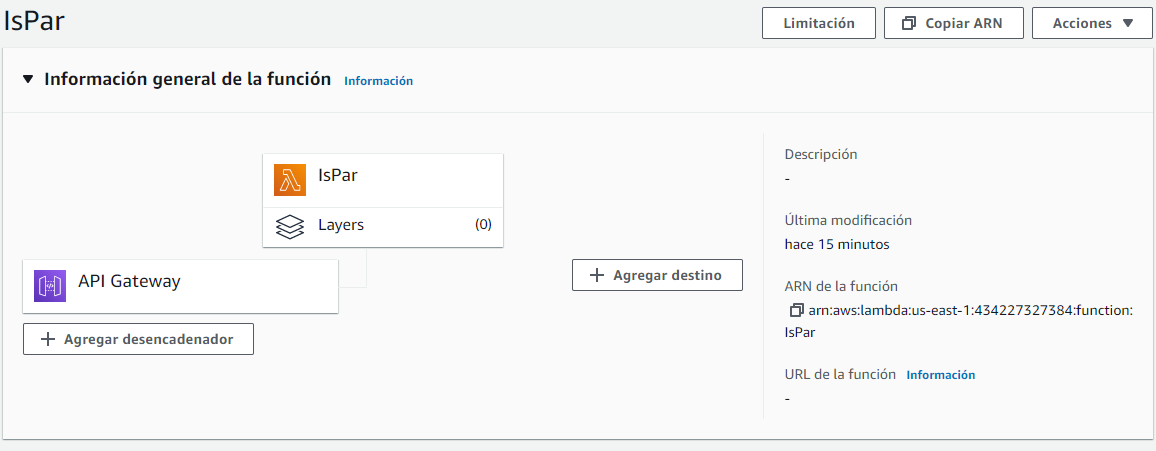 IsPar
Limitación
Copiar ARN
Acciones
Información general de la función Información
IsPar
Layers (0)
API Gateway
Agregar desencadenador
Agregar destino
Descripción
-
Última modificación
hace 15 minutos
ARN de la función
arn:aws:lambda:us-east-1:434227327384:function:
IsPar
URL de la función Información
-